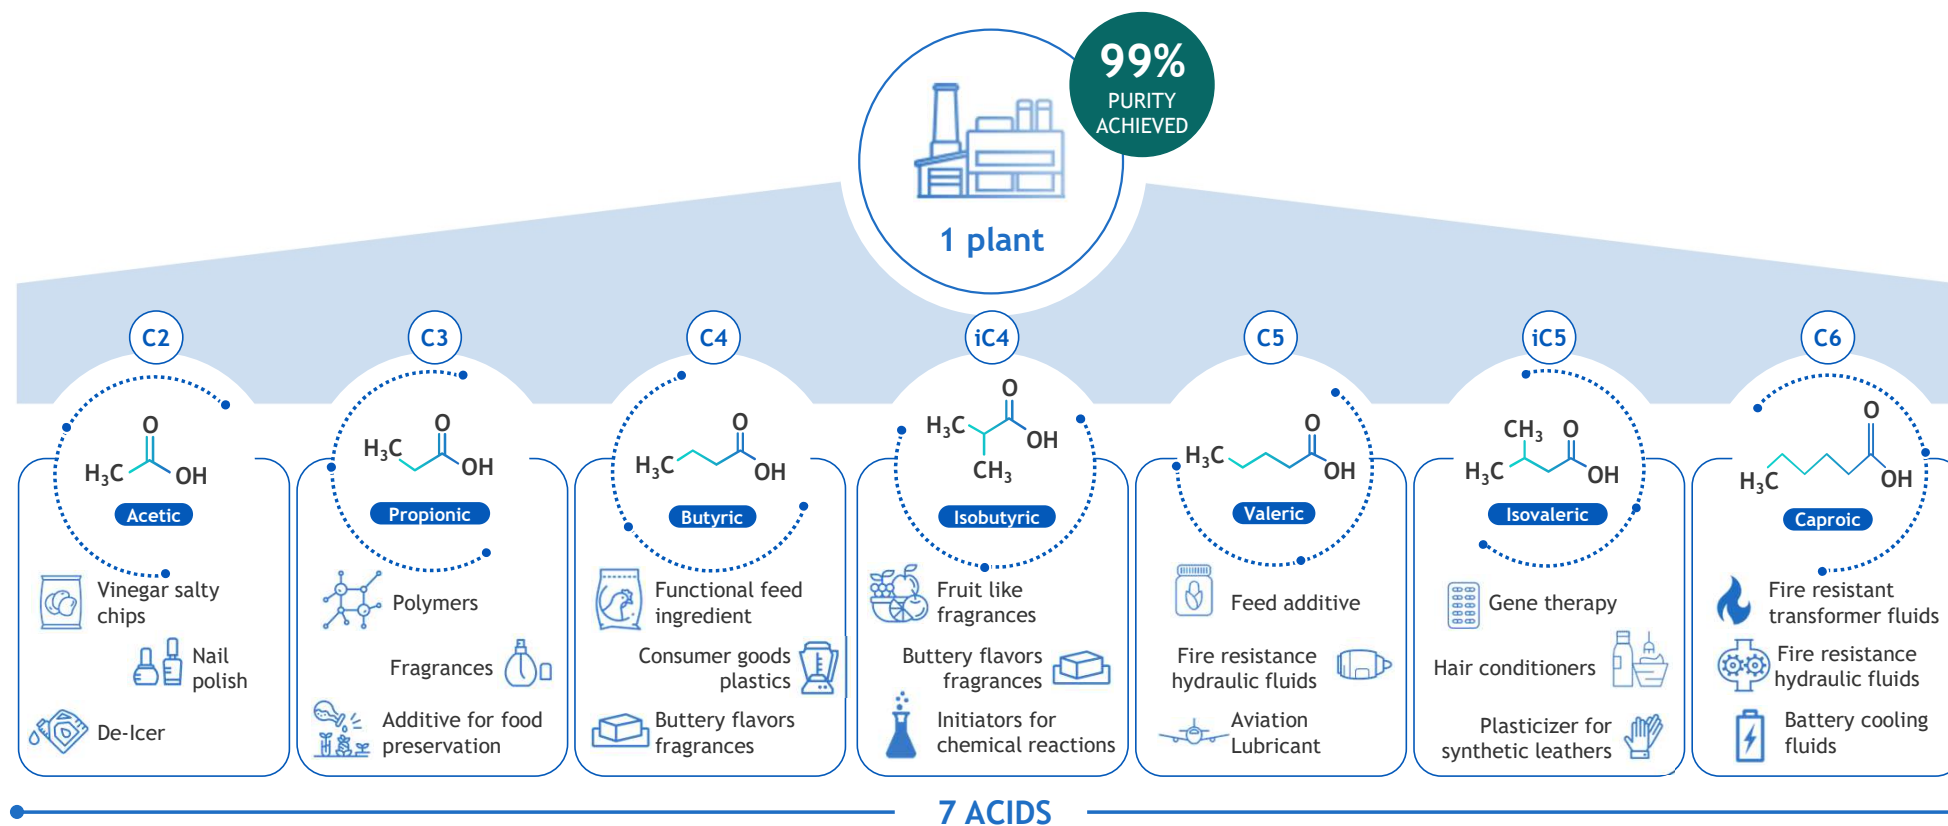 99%
PURITY
ACHIEVED
1 plant
C2
O
H₃C
OH
Acetic
Vinegar salty
chips
Nail
polish
De-Icer
C3
O
H₃C
OH
Propionic
Polymers
Fragrances
Additive for food
preservation
C4
O
H₃C
OH
Butyric
Functional feed
ingredient
Consumer goods
plastics
Buttery flavors
fragrances
iC4
O
H₃C
OH
CH₃
Isobutyric
Fruit like
fragrances
Buttery flavors
fragrances
Initiators for
chemical reactions
C5
O
H₃C
OH
Valeric
Feed additive
Fire resistance
hydraulic fluids
Aviation
Lubricant
iC5
CH₃ O
H₃C
OH
Isovaleric
Gene therapy
Hair conditioners
Plasticizer for
synthetic leathers
C6
O
H₃C
OH
Caproic
Fire resistant
transformer fluids
Fire resistance
hydraulic fluids
Battery cooling
fluids
7 ACIDS